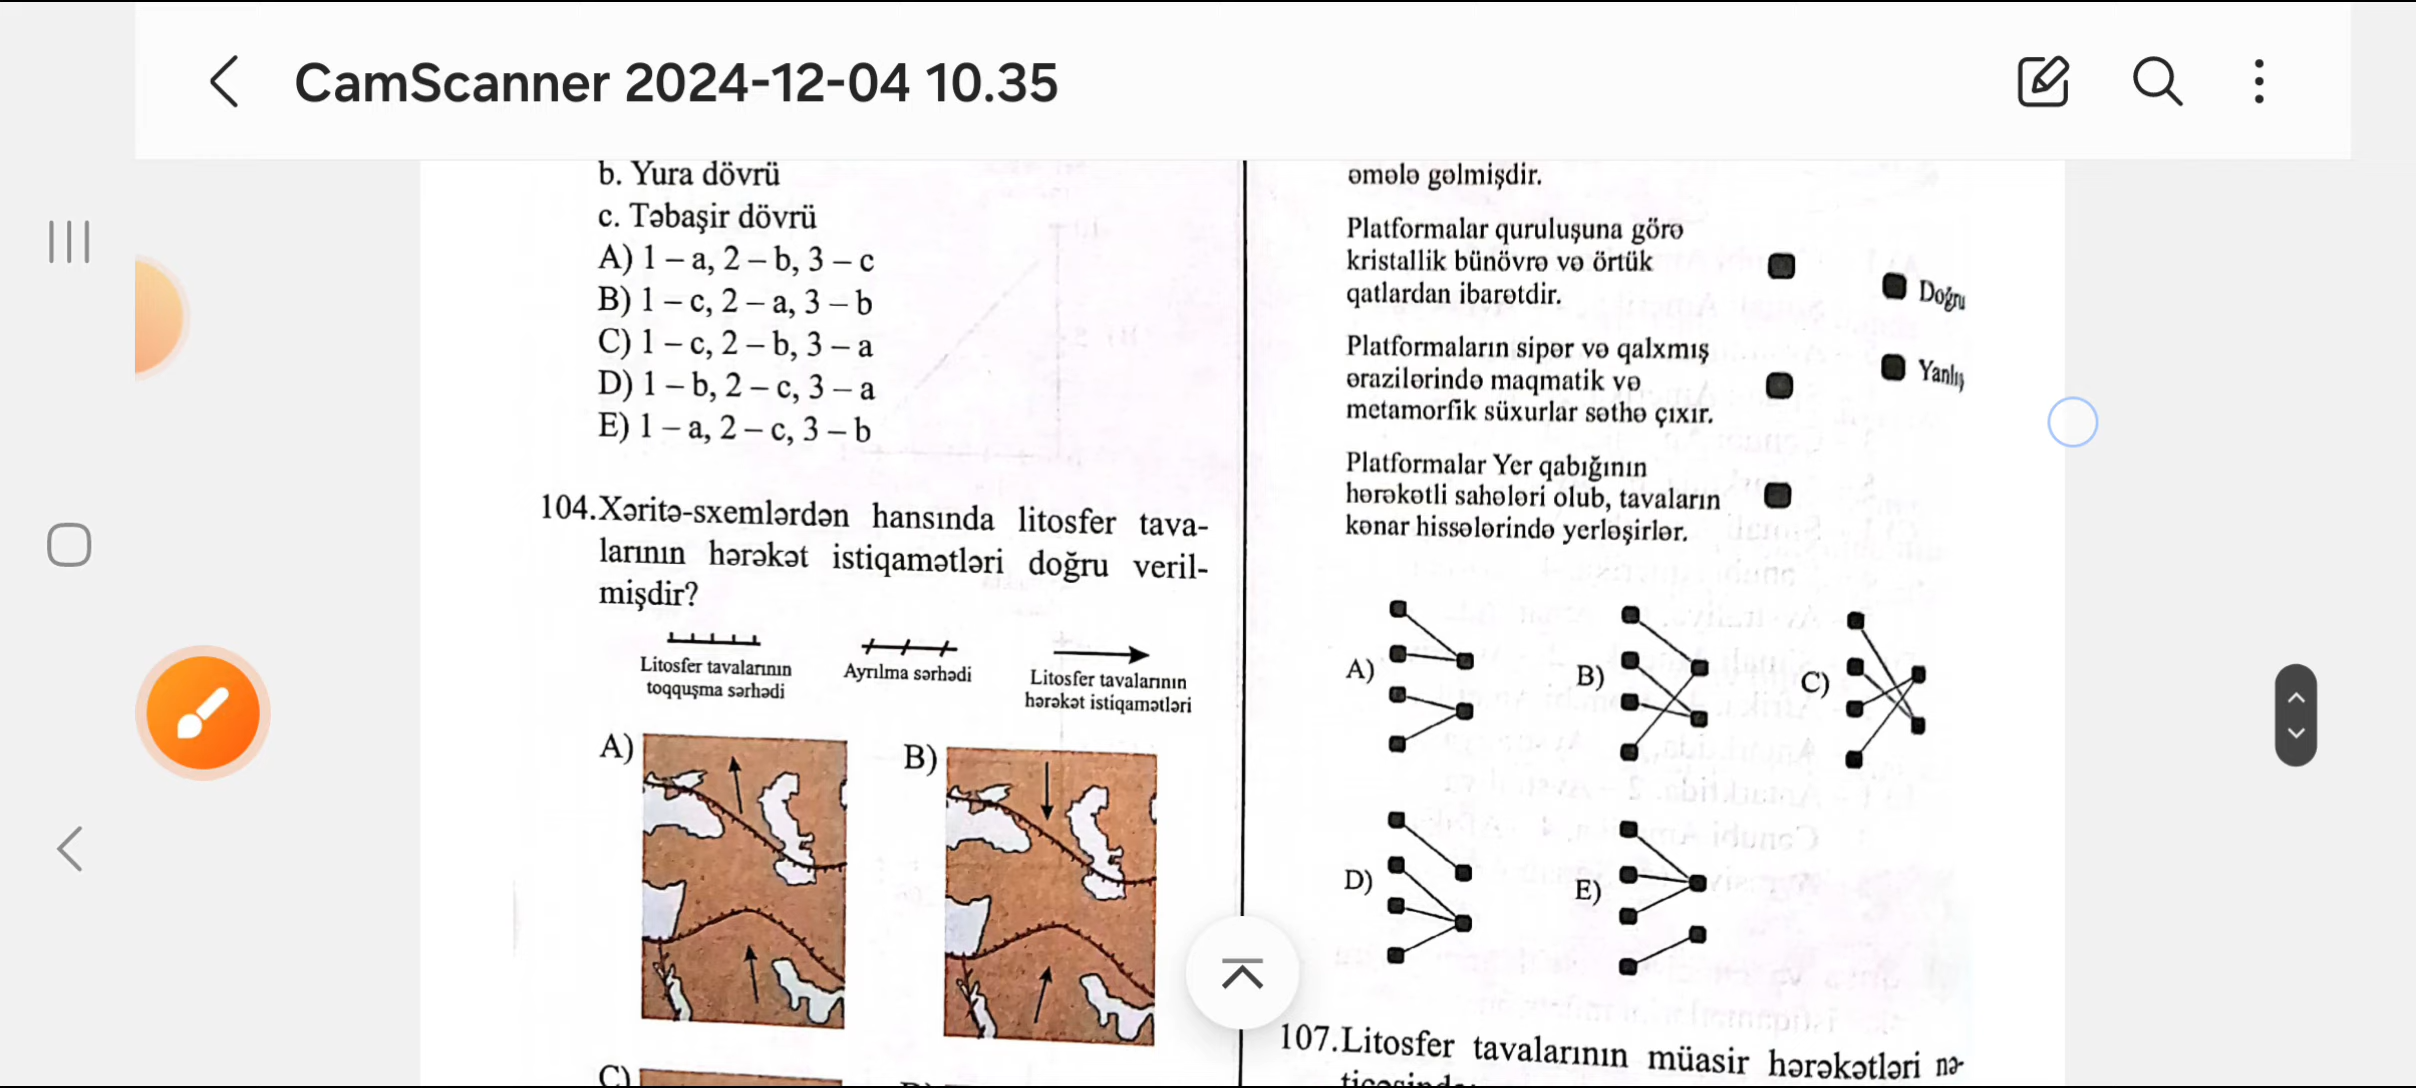 CamScanner 2024-12-04 10.35
b. Yura dövrü
c. Təbaşir dövrü
A) 1 – a, 2 – b, 3 – c
B) 1 – c, 2 – a, 3 – b
C) 1 – c, 2 – b, 3 – a
D) 1 – b, 2 – c, 3 – a
E) 1 – a, 2 – c, 3 – b
104. Xəritə-sxemlərdən hansında litosfer tava-
larının hərəkət istiqamətləri doğru veril-
mişdir?
Litosfer tavalarının
toqquşma sərhədi
Ayrılma sərhədi
Litosfer tavalarının
hərəkət istiqamətləri
A)
B)
C)
əmələ gəlmişdir.
Platformalar quruluşuna görə
kristallik bünövrə və örtük
qatlardan ibarətdir.
Platformaların sipər və qalxmış
ərazilərində maqmatik və
metamorfik süxurlar səthə çıxır.
Platformalar Yer qabığının
hərəkətli sahələri olub, tavaların
kənar hissələrində yerləşirlər.
Doğru
Yanlış
A)
B)
C)
D)
E)
107. Litosfer tavalarının müasir hərəkətləri nə-